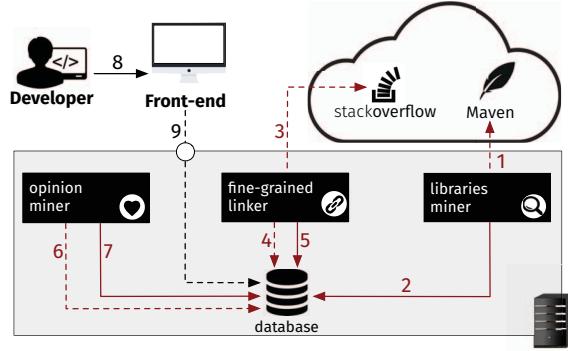 8
</>
Developer
Front-end
stackoverflow
Maven
9
3
1
opinion
miner
fine-grained
linker
libraries
miner
6
7
4
5
2
database